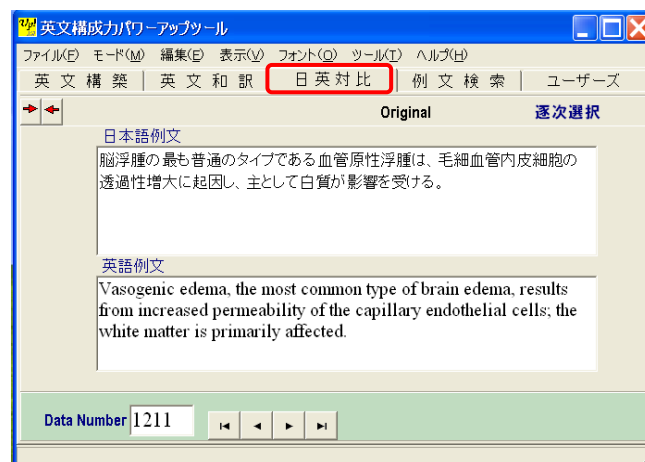 英文構成力パワーアップツール
ファイル(F) モード(M) 編集(E) 表示(V) フォント(O) ツール(T) ヘルプ(H)
英文構築 英文和訳 日英対比 例文検索 ユーザーズ
Original 逐次選択
日本語例文
脳浮腫の最も普通のタイプである血管原性浮腫は、毛細血管内皮細胞の
透過性増大に起因し、主として白質が影響を受ける。
英語例文
Vasogenic edema, the most common type of brain edema, results
from increased permeability of the capillary endothelial cells; the
white matter is primarily affected.
Data Number 1211